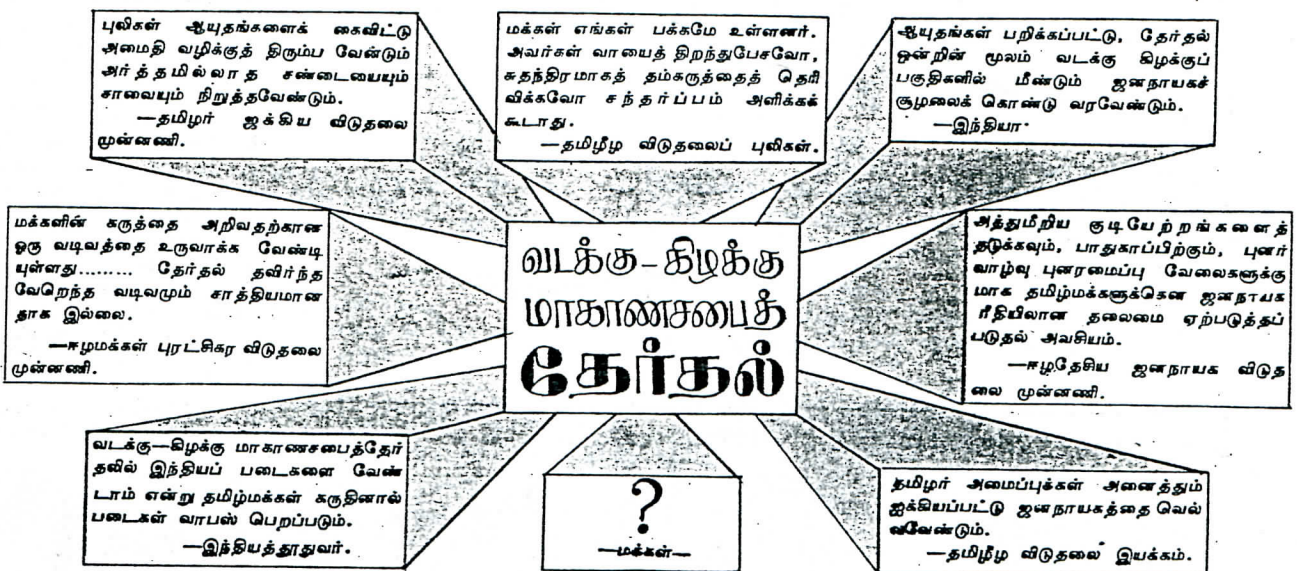 புலிகள் ஆயுதங்களைக் கைவிட்டு
அமைதி வழிக்குத் திரும்ப வேண்டும்
அர்த்தமில்லாத சண்டையையும்
சாவையும் நிறுத்தவேண்டும்.
—தமிழர் ஐக்கிய விடுதலை
முன்னணி.
மக்கள் எங்கள் பக்கமே உள்ளனர்.
அவர்கள் வாயைத் திறந்துபேசவோ,
சுதந்திரமாகத் தம்கருத்தைத் தெரி
விக்கவோ சந்தர்ப்பம் அளிக்கக்
கூடாது.
—தமிழீழ விடுதலைப் புலிகள்.
ஆயுதங்கள் பறிக்கப்பட்டு, தேர்தல்
ஒன்றின் மூலம் வடக்கு கிழக்குப்
பகுதிகளில் மீண்டும் ஜனநாயகச்
சூழலைக் கொண்டு வரவேண்டும்.
—இந்தியா
மக்களின் கருத்தை அறிவதற்கான
ஒரு வடிவத்தை உருவாக்க வேண்டி
யுள்ளது......... தேர்தல் தவிர்ந்த
வேறெந்த வடிவமும் சாத்தியமான
தாக இல்லை.
—ஈழமக்கள் புரட்சிகர விடுதலை
முன்னணி.
வடக்கு-கிழக்கு
மாகாணசபைத்
தேர்தல்
அத்துமீறிய குடியேற்றங்களைத்
தடுக்கவும், பாதுகாப்பிற்கும், புனர்
வாழ்வு புனரமைப்பு வேலைகளுக்கு
மாக தமிழ்மக்களுக்கென ஜனநாயக
ரீதியிலான தலைமை ஏற்படுத்தப்
படுதல் அவசியம்.
—ஈழதேசிய ஜனநாயக விடுத
லை முன்னணி.
வடக்கு—கிழக்கு மாகாணசபைத்தேர்
தலில் இந்தியப் படைகளை வேண்
டாம் என்று தமிழ்மக்கள் கருதினால்
படைகள் வாபஸ் பெறப்படும்.
—இந்தியத்தூதுவர்.
?
—மக்கள்—
தமிழர் அமைப்புக்கள் அனைத்தும்
ஐக்கியப்பட்டு ஜனநாயகத்தை வெல்
வவேண்டும்.
—தமிழீழ விடுதலை இயக்கம்.